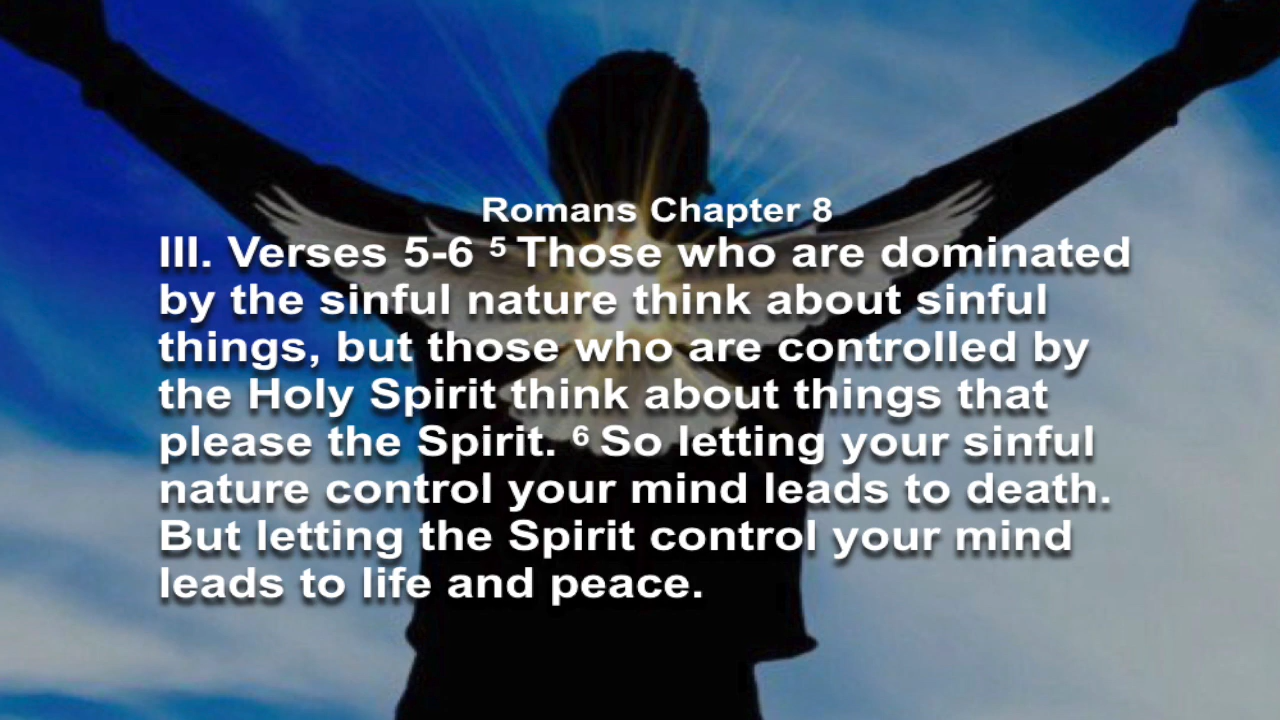 Romans Chapter 8
III. Verses 5-6 ⁵ Those who are dominated
by the sinful nature think about sinful
things, but those who are controlled by
the Holy Spirit think about things that
please the Spirit. ⁶ So letting your sinful
nature control your mind leads to death.
But letting the Spirit control your mind
leads to life and peace.